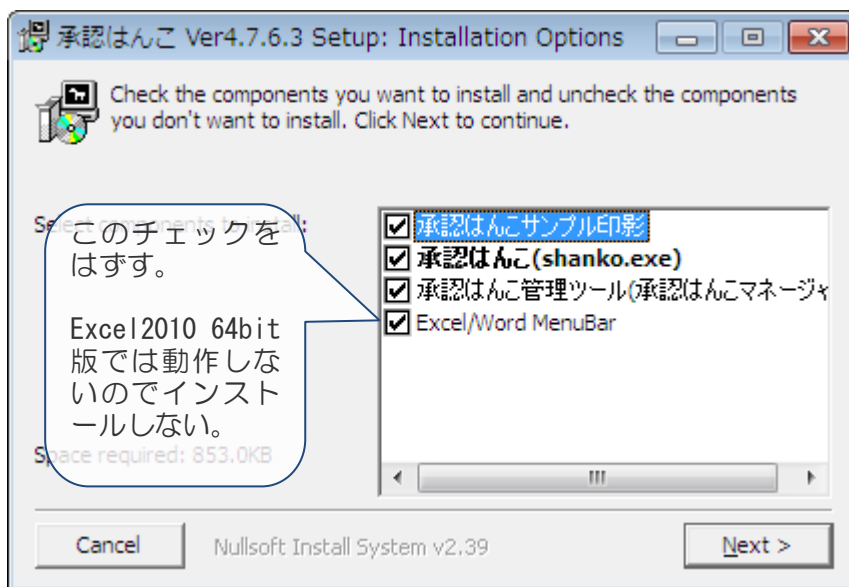 承認はんこ Ver4.7.6.3 Setup: Installation Options
Check the components you want to install and uncheck the components
you don't want to install. Click Next to continue.
Select components to install:
このチェックを
はずす。
Excel2010 64bit
版では動作しな
いのでインスト
ールしない。
承認はんこサンプル印影
承認はんこ(shanko.exe)
承認はんこ管理ツール(承認はんこマネージャ
Excel/Word MenuBar
Space required: 853.0KB
Cancel
Nullsoft Install System v2.39
Next >